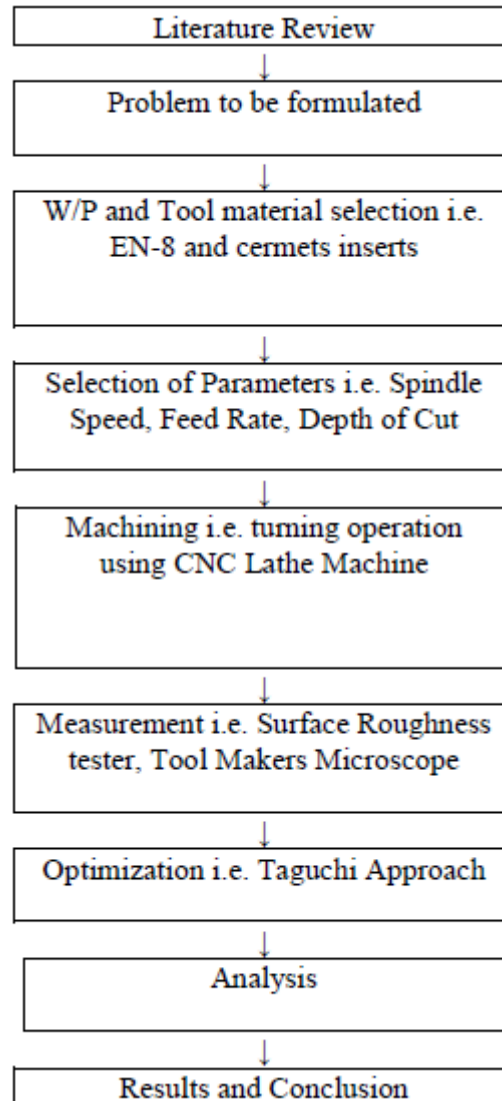 Literature Review
↓
Problem to be formulated
↓
W/P and Tool material selection i.e.
EN-8 and cermets inserts
↓
Selection of Parameters i.e. Spindle
Speed, Feed Rate, Depth of Cut
↓
Machining i.e. turning operation
using CNC Lathe Machine
↓
Measurement i.e. Surface Roughness
tester, Tool Makers Microscope
↓
Optimization i.e. Taguchi Approach
↓
Analysis
↓
Results and Conclusion